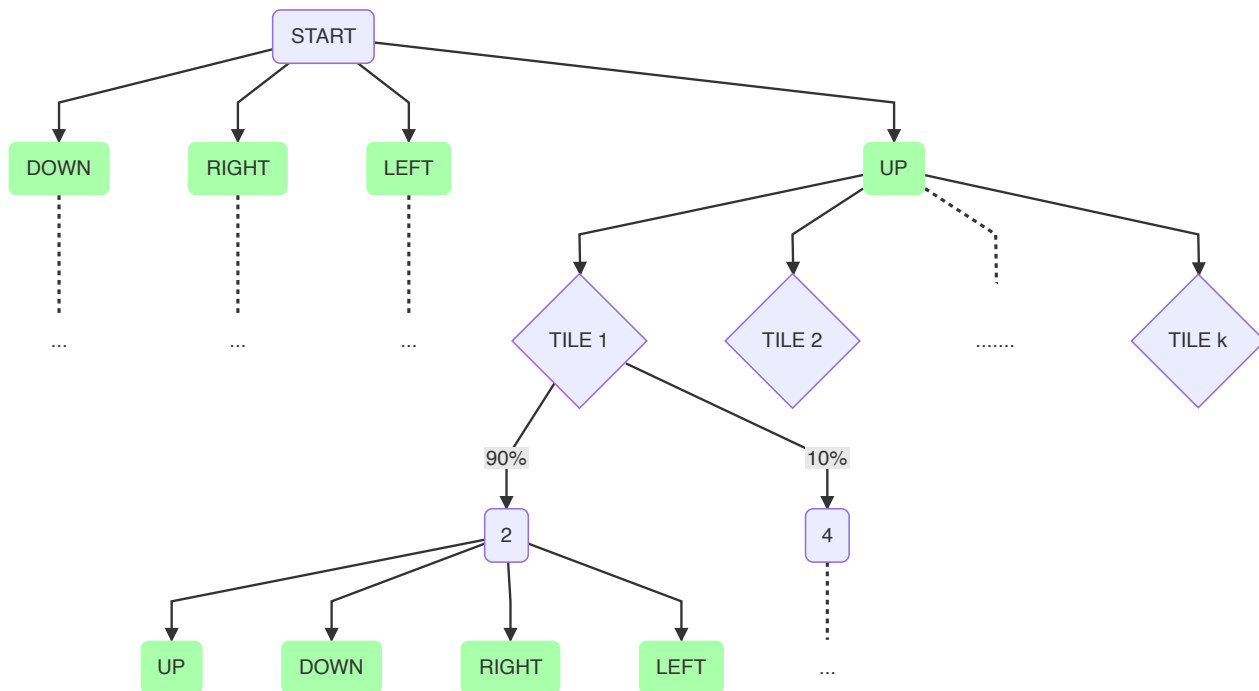 START
DOWN
RIGHT
LEFT
UP
...
...
...
TILE 1
TILE 2
.......
TILE k
90%
10%
2
4
UP
DOWN
RIGHT
LEFT
...